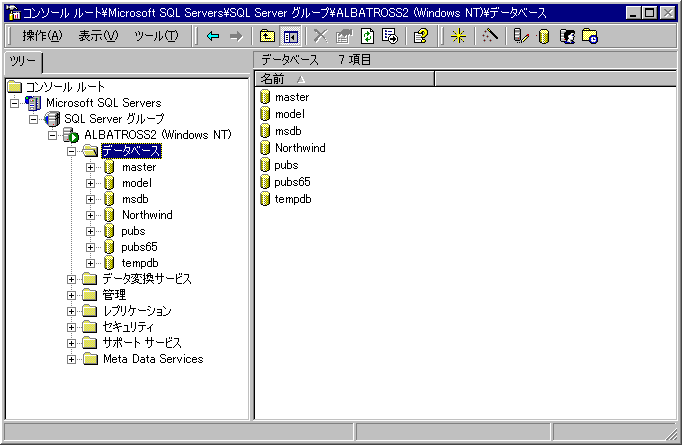 コンソール ルート¥Microsoft SQL Servers¥SQL Server グループ¥ALBATROSS2 (Windows NT)¥データベース
操作(A) 表示(V) ツール(T)
ツリー
データベース 7 項目
コンソール ルート
Microsoft SQL Servers
SQL Server グループ
ALBATROSS2 (Windows NT)
データベース
master
model
msdb
Northwind
pubs
pubs65
tempdb
データ変換サービス
管理
レプリケーション
セキュリティ
サポート サービス
Meta Data Services
名前
master
model
msdb
Northwind
pubs
pubs65
tempdb